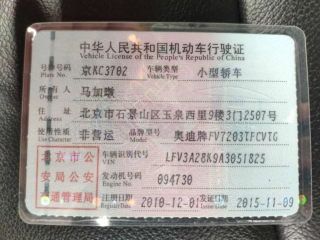 中华人民共和国机动车行驶证
Vehicle License of the People's Republic of China
号牌号码 京KC3702 车辆类型 小型轿车
Plate No. Vehicle Type
所有人 马加墩
Owner
住址 北京市石景山区玉泉西里9楼3门2507号
Address
使用性质 非营运 品牌型号 奥迪牌FV7203TFCVTG
Use Character Model
北京市公 车辆识别代号 LFV3A28K9A3051825
VIN
安局公安 发动机号码 094730
Engine No.
交通管理局 注册日期 2010-12-01 发证日期 2015-11-09
Register Date Issue Date